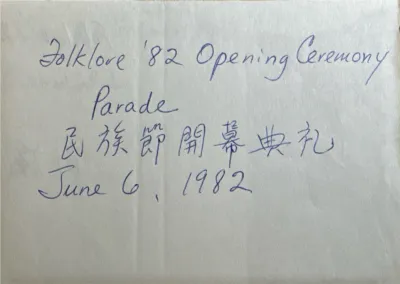 Folklore '82 Opening Ceremony
Parade
民族節開幕典礼
June 6, 1982